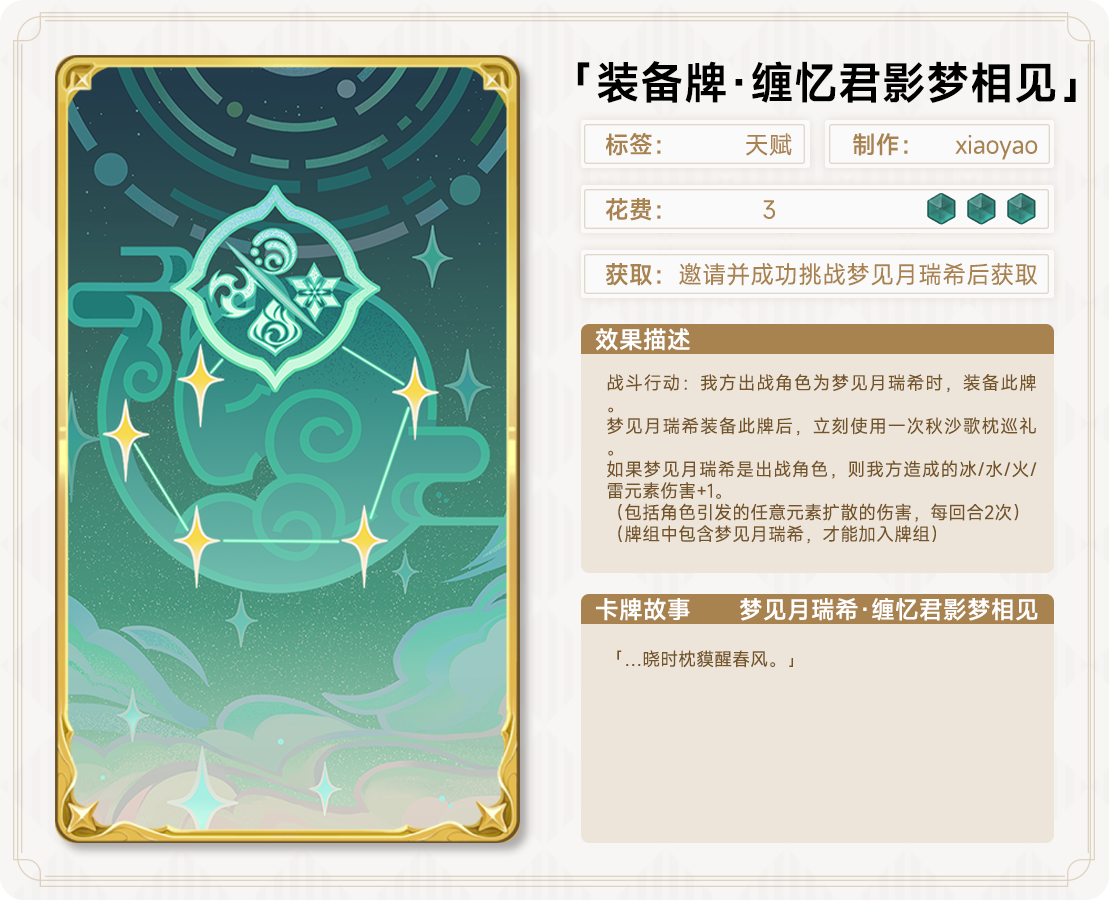 「装备牌·缠忆君影梦相见」
标签： 天赋
制作： xiaoyao
花费： 3
获取： 邀请并成功挑战梦见月瑞希后获取
效果描述
战斗行动：我方出战角色为梦见月瑞希时，装备此牌
。
梦见月瑞希装备此牌后，立刻使用一次秋沙歌枕巡礼
。
如果梦见月瑞希是出战角色，则我方造成的冰/水/火/
雷元素伤害+1。
（包括角色引发的任意元素扩散的伤害，每回合2次）
（牌组中包含梦见月瑞希，才能加入牌组）
卡牌故事 梦见月瑞希·缠忆君影梦相见
「...晓时枕貘醒春风。」